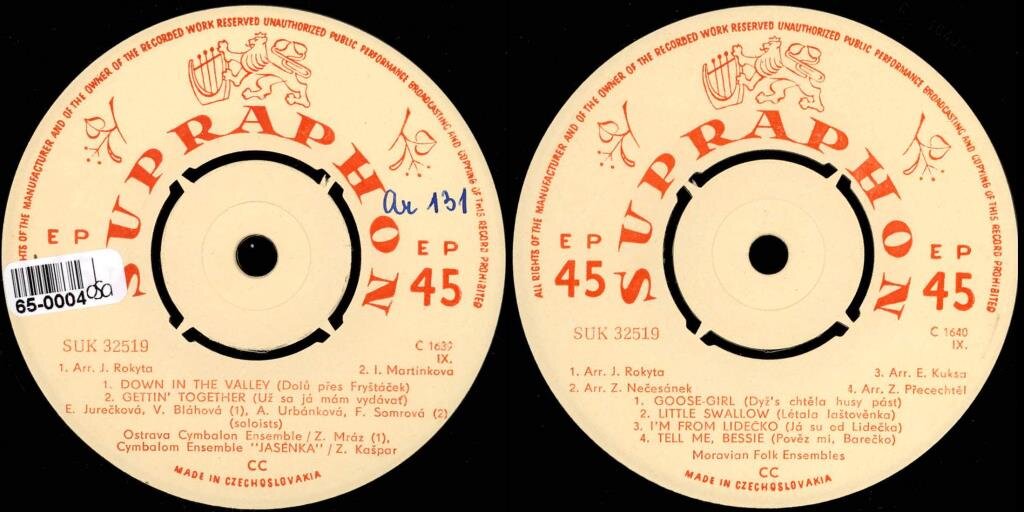 RIGHTS OF THE MANUFACTURER AND OF THE OWNER OF THE RECORDED WORK RESERVED UNAUTHORIZED PUBLIC PERFORMANCE BROADCASTING AND COPYING OF THIS RECORD PROHIBITED
SUPRAPHON
Ar 131
E P
E P
45
65-0004
osa
SUK 32519
C 1639
IX.
1. Arr. J. Rokyta
2. I. Martínkova
1. DOWN IN THE VALLEY (Dolů přes Fryštáček)
2. GETTIN' TOGETHER (Už sa já mám vydávať)
E. Jurečková, V. Bláhová (1), A. Urbánková, F. Somrová (2)
(soloists)
Ostrava Cymbalon Ensemble / Z. Mráz (1),
Cymbalom Ensemble "JASÉNKA" / Z. Kašpar
CC
MADE IN CZECHOSLOVAKIA
ALL RIGHTS OF THE MANUFACTURER AND OF THE OWNER OF THE RECORDED WORK RESERVED UNAUTHORIZED PUBLIC PERFORMANCE BROADCASTING AND COPYING OF THIS RECORD PROHIBITED
SUPRAPHON
E P
45
E P
45
SUK 32519
C 1640
IX.
1. Arr. J. Rokyta
3. Arr. E. Kuksa
2. Arr. Z. Nečesánek
4. Arr. Z. Přecechtěl
1. GOOSE-GIRL (Dyž's chtěla husy pást)
2. LITTLE SWALLOW (Létala laštověnka)
3. I'M FROM LIDEČKO (Já su od Lidečka)
4. TELL ME, BESSIE (Pověz mi, Barečko)
Moravian Folk Ensembles
CC
MADE IN CZECHOSLOVAKIA